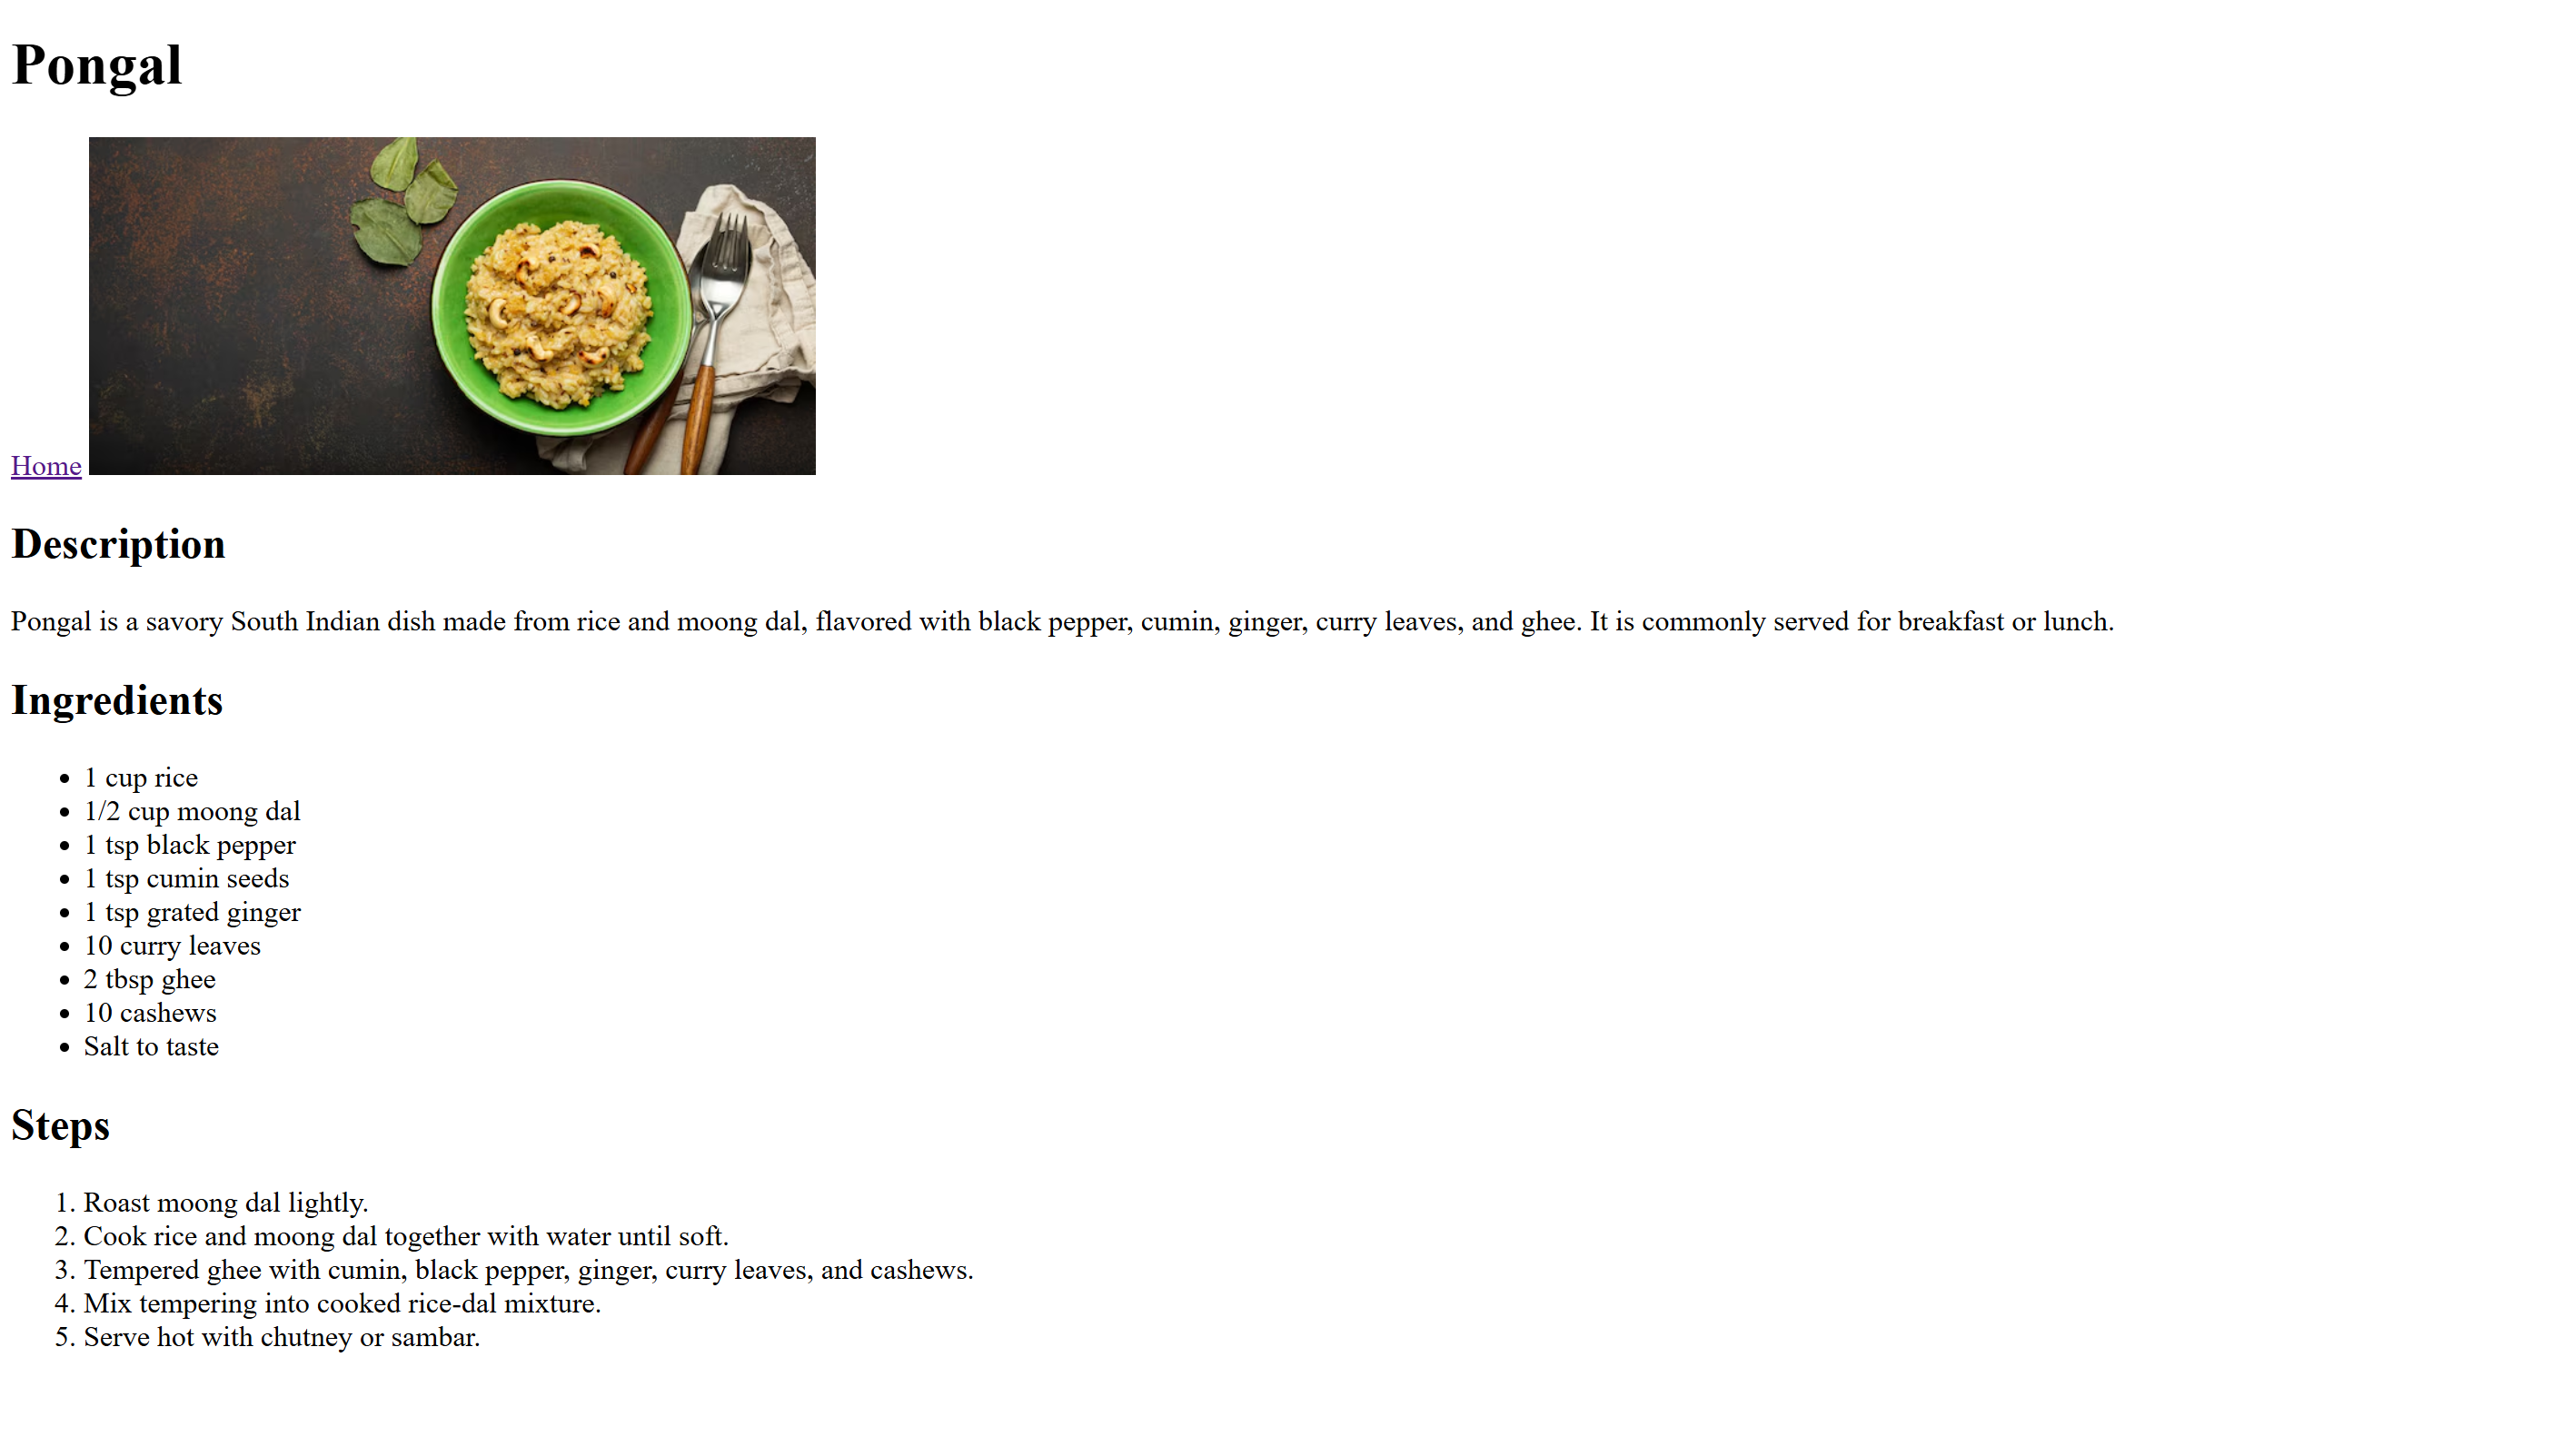 Pongal
Home
Description
Pongal is a savory South Indian dish made from rice and moong dal, flavored with black pepper, cumin, ginger, curry leaves, and ghee. It is commonly served for breakfast or lunch.
Ingredients
• 1 cup rice
• 1/2 cup moong dal
• 1 tsp black pepper
• 1 tsp cumin seeds
• 1 tsp grated ginger
• 10 curry leaves
• 2 tbsp ghee
• 10 cashews
• Salt to taste
Steps
1. Roast moong dal lightly.
2. Cook rice and moong dal together with water until soft.
3. Tempered ghee with cumin, black pepper, ginger, curry leaves, and cashews.
4. Mix tempering into cooked rice-dal mixture.
5. Serve hot with chutney or sambar.